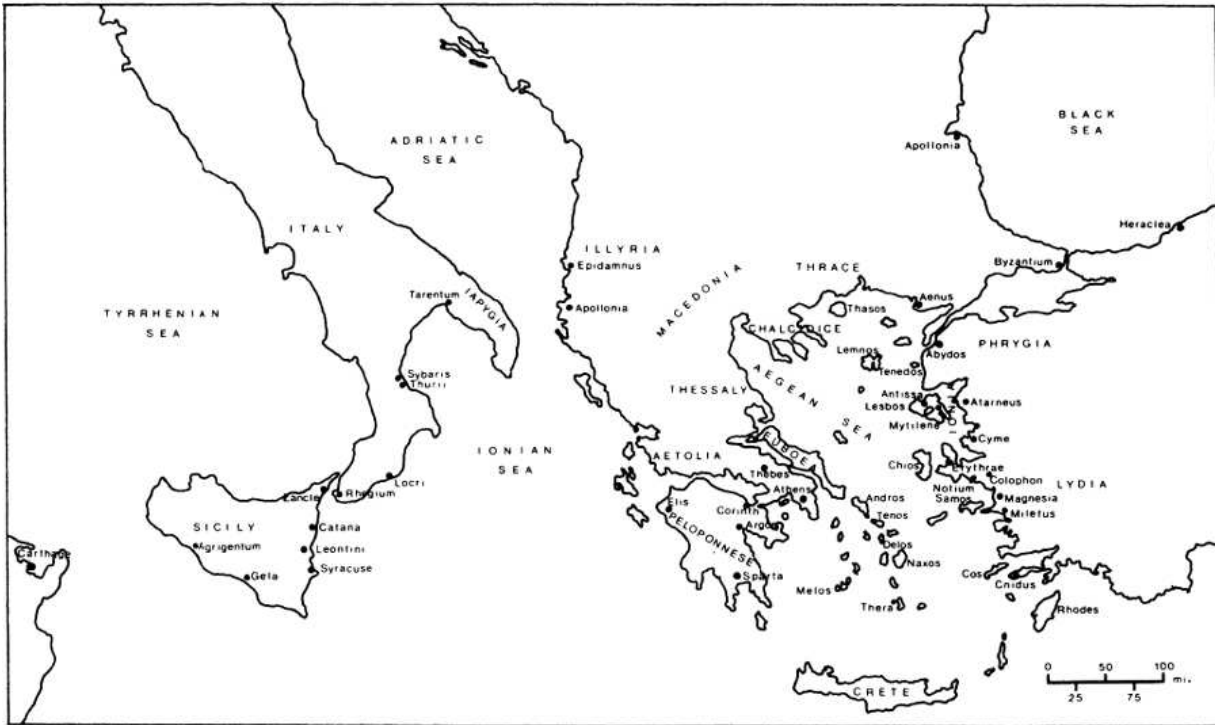 BLACK
SEA
Apollonia
ADRIATIC
SEA
Heraclea
ITALY
ILLYRIA
Epidamnus
Byzantium
THRACE
MACEDONIA
Tarentum
IAPYGIA
Apollonia
Aenus
Thasos
TYRRHENIAN
SEA
CHALCIDICE
Abydos
PHRYGIA
Lemnos
Tenedos
Sybaris
Thurii
THESSALY
AEGEAN
SEA
Antissa
Lesbos
Atarneus
Mytilene
Cyme
IONIAN
SEA
EUBOE
AETOLIA
Thebes
Chios
Erythrae
Colophon
LYDIA
Locri
Zancle
Rhegium
Notium
Samos
Magnesia
Miletus
Elis
Corinth
Athens
Andros
Tenos
SICILY
Catana
Argos
PELOPONNESE
Agrigentum
Leontini
Delos
Naxos
Carthage
Gela
Syracuse
Sparta
Melos
Cos
Cnidus
Thera
Rhodes
CRETE
0 50 100
mi.
25 75